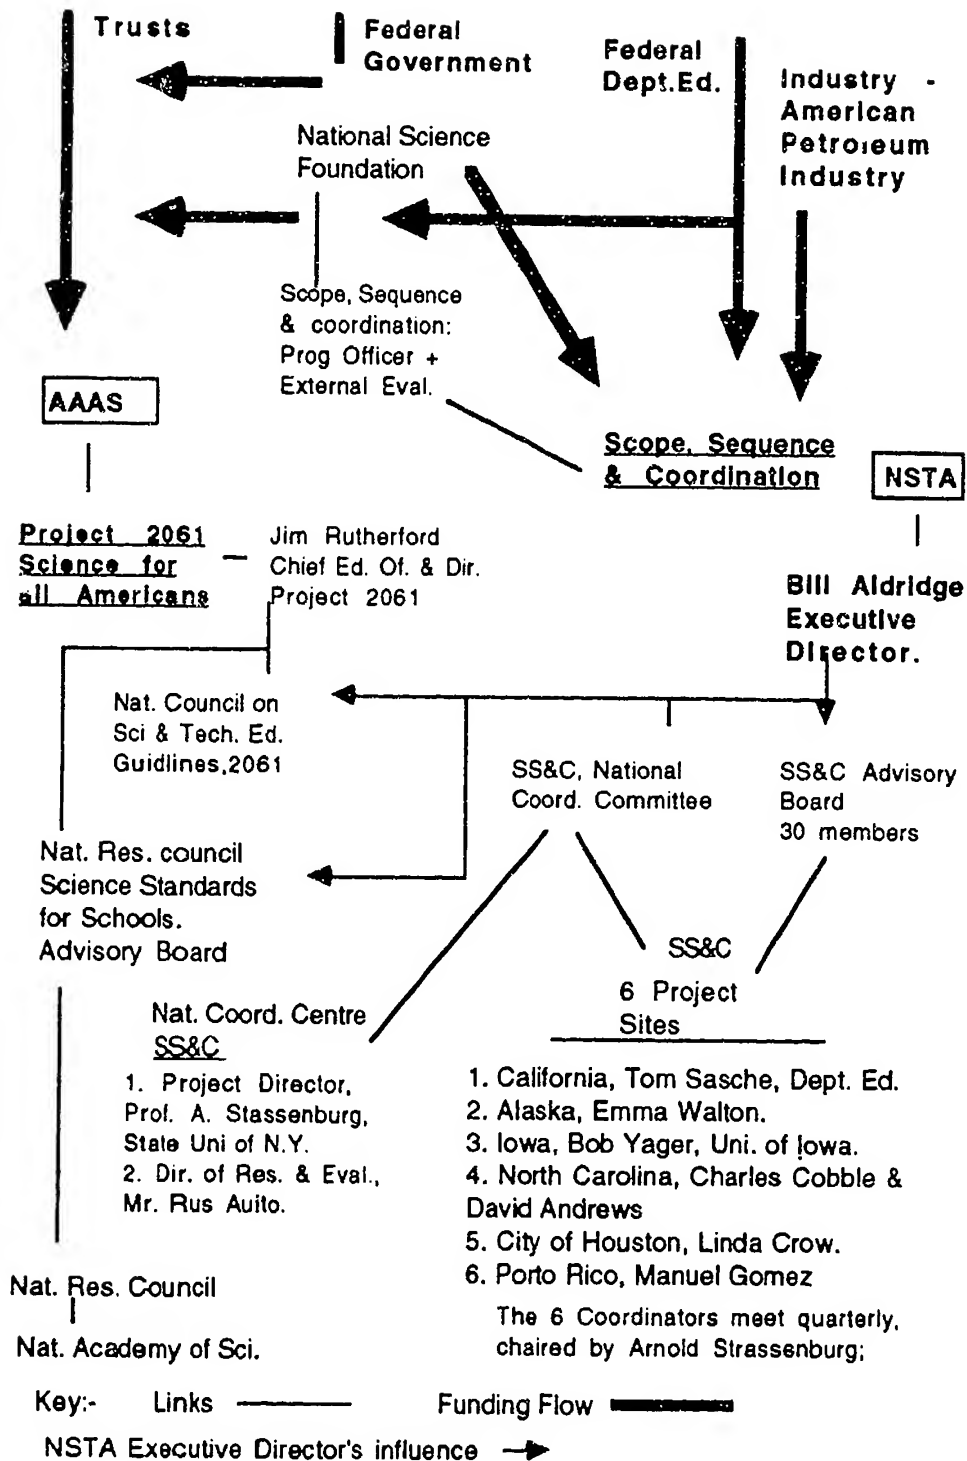 Trusts
Federal
Government
Federal
Dept.Ed.
Industry -
American
Petroleum
Industry
National Science
Foundation
Scope, Sequence
& coordination:
Prog Officer +
External Eval.
AAAS
Scope, Sequence
& Coordination
NSTA
Project 2061
Science for
all Americans
Jim Rutherford
Chief Ed. Of. & Dir.
Project 2061
Bill Aldridge
Executive
Director.
Nat. Council on
Sci & Tech. Ed.
Guidlines,2061
SS&C, National
Coord. Committee
SS&C Advisory
Board
30 members
Nat. Res. council
Science Standards
for Schools.
Advisory Board
SS&C
6 Project
Sites
Nat. Coord. Centre
SS&C
1. Project Director,
Prof. A. Stassenburg,
State Uni of N.Y.
2. Dir. of Res. & Eval.,
Mr. Rus Auito.
1. California, Tom Sasche, Dept. Ed.
2. Alaska, Emma Walton.
3. Iowa, Bob Yager, Uni. of Iowa.
4. North Carolina, Charles Cobble &
David Andrews
5. City of Houston, Linda Crow.
6. Porto Rico, Manuel Gomez
The 6 Coordinators meet quarterly,
chaired by Arnold Strassenburg;
Nat. Res. Council
Nat. Academy of Sci.
Key:- Links Funding Flow
NSTA Executive Director's influence